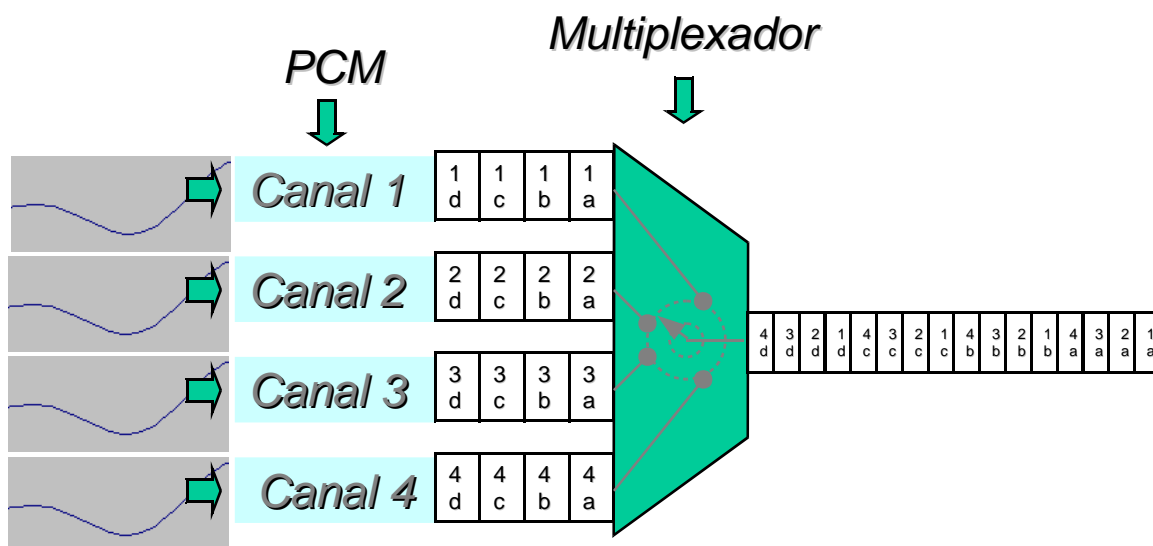 Multiplexador
PCM
Canal 1
1 1 1 1
d c b a
Canal 2
2 2 2 2
d c b a
4 3 2 1 4 3 2 1 4 3 2 1 4 3 2 1
d d d d c c c c b b b b a a a a
Canal 3
3 3 3 3
d c b a
Canal 4
4 4 4 4
d c b a